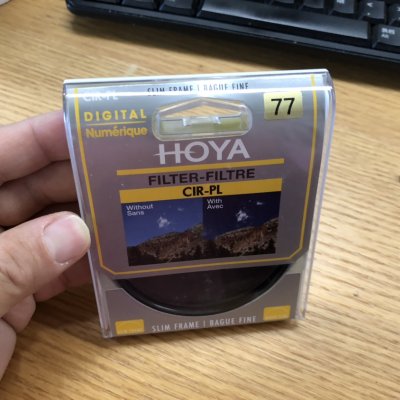 CIR-PL
SLIM FRAME | BAGUE FINE
DIGITAL
Numérique
77
HOYA
FILTER-FILTRE
CIR-PL
Without
Sans
With
Avec
SLIM FRAME | BAGUE FINE